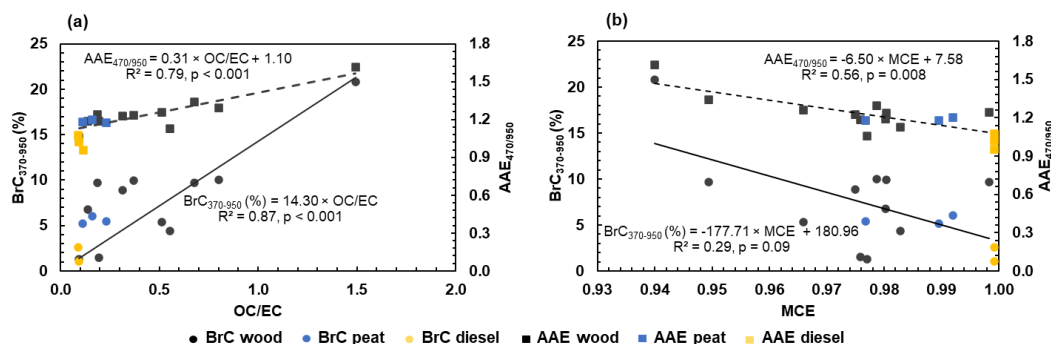 (a)
25
20
15
10
5
0
BrC370-950 (%)
AAE470/950 = 0.31 × OC/EC + 1.10
R² = 0.79, p < 0.001
BrC370-950 (%) = 14.30 × OC/EC
R² = 0.87, p < 0.001
0.0 0.5 1.0 1.5 2.0
OC/EC
1.8
1.5
1.2
0.9
0.6
0.3
0.0
AAE470/950
(b)
25
20
15
10
5
0
BrC370-950 (%)
AAE470/950 = -6.50 × MCE + 7.58
R² = 0.56, p = 0.008
BrC370-950 (%) = -177.71 × MCE + 180.96
R² = 0.29, p = 0.09
0.93 0.94 0.95 0.96 0.97 0.98 0.99 1.00
MCE
1.8
1.5
1.2
0.9
0.6
0.3
0.0
AAE470/950
BrC wood BrC peat BrC diesel AAE wood AAE peat AAE diesel